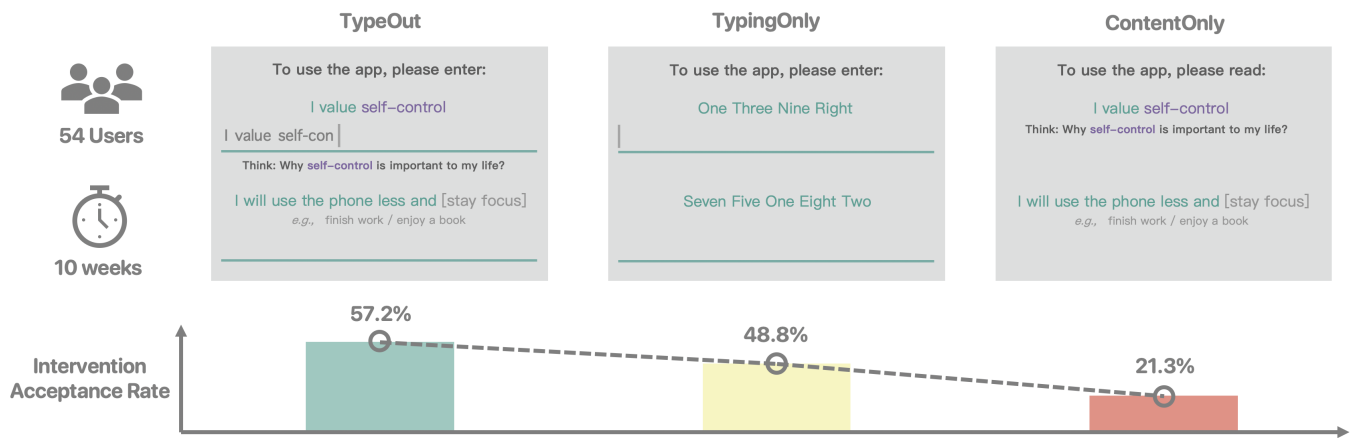 TypeOut
TypingOnly
ContentOnly
54 Users
10 weeks
To use the app, please enter:
I value self-control
I value self-con
Think: Why self-control is important to my life?
I will use the phone less and [stay focus]
e.g., finish work / enjoy a book
To use the app, please enter:
One Three Nine Right
Seven Five One Eight Two
To use the app, please read:
I value self-control
Think: Why self-control is important to my life?
I will use the phone less and [stay focus]
e.g., finish work / enjoy a book
Intervention
Acceptance Rate
57.2%
48.8%
21.3%